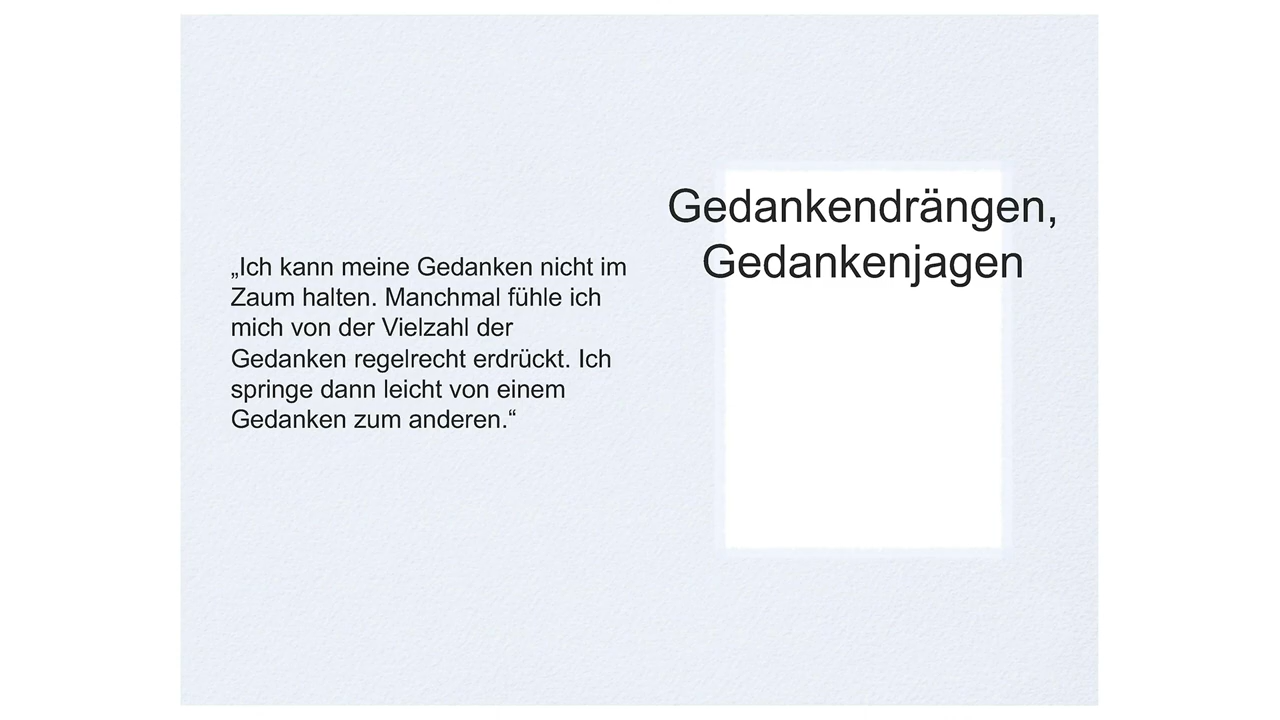 „Ich kann meine Gedanken nicht im
Zaum halten. Manchmal fühle ich
mich von der Vielzahl der
Gedanken regelrecht erdrückt. Ich
springe dann leicht von einem
Gedanken zum anderen.“
Gedankendrängen,
Gedankenjagen